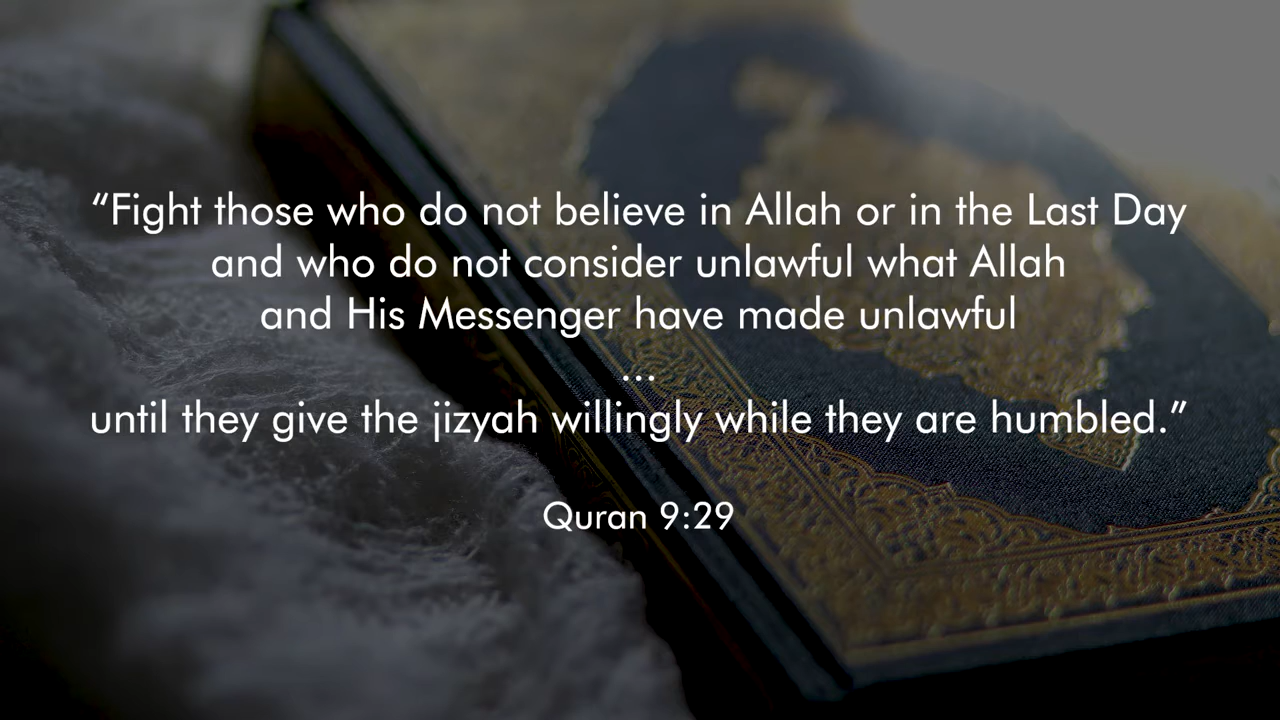 “Fight those who do not believe in Allah or in the Last Day
and who do not consider unlawful what Allah
and His Messenger have made unlawful
...
until they give the jizyah willingly while they are humbled.”
Quran 9:29